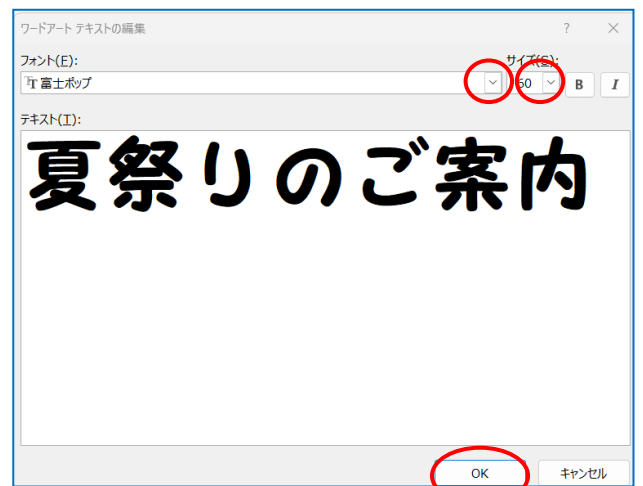 ワードアート テキストの編集 ? ×
フォント(F): サイズ(S):
富士ポップ 60 B I
テキスト(T):
夏祭りのご案内
OK キャンセル